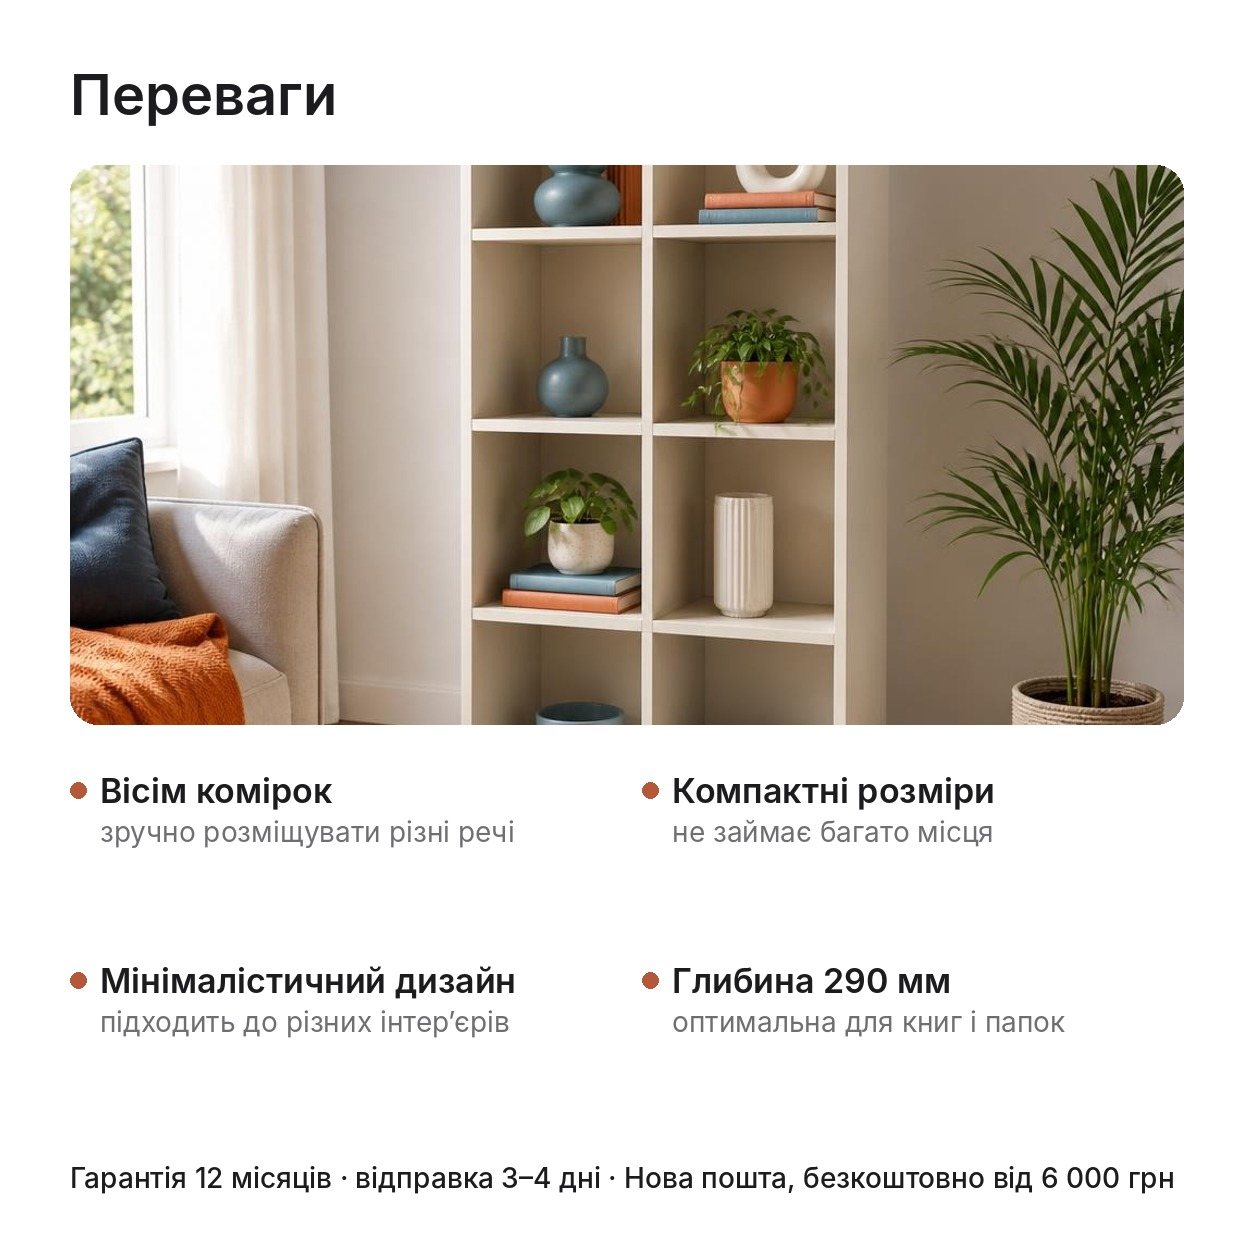 Переваги
Вісім комірок
зручно розміщувати різні речі
Компактні розміри
не займає багато місця
Мінімалістичний дизайн
підходить до різних інтер’єрів
Глибина 290 мм
оптимальна для книг і папок
Гарантія 12 місяців · відправка 3–4 дні · Нова пошта, безкоштовно від 6 000 грн